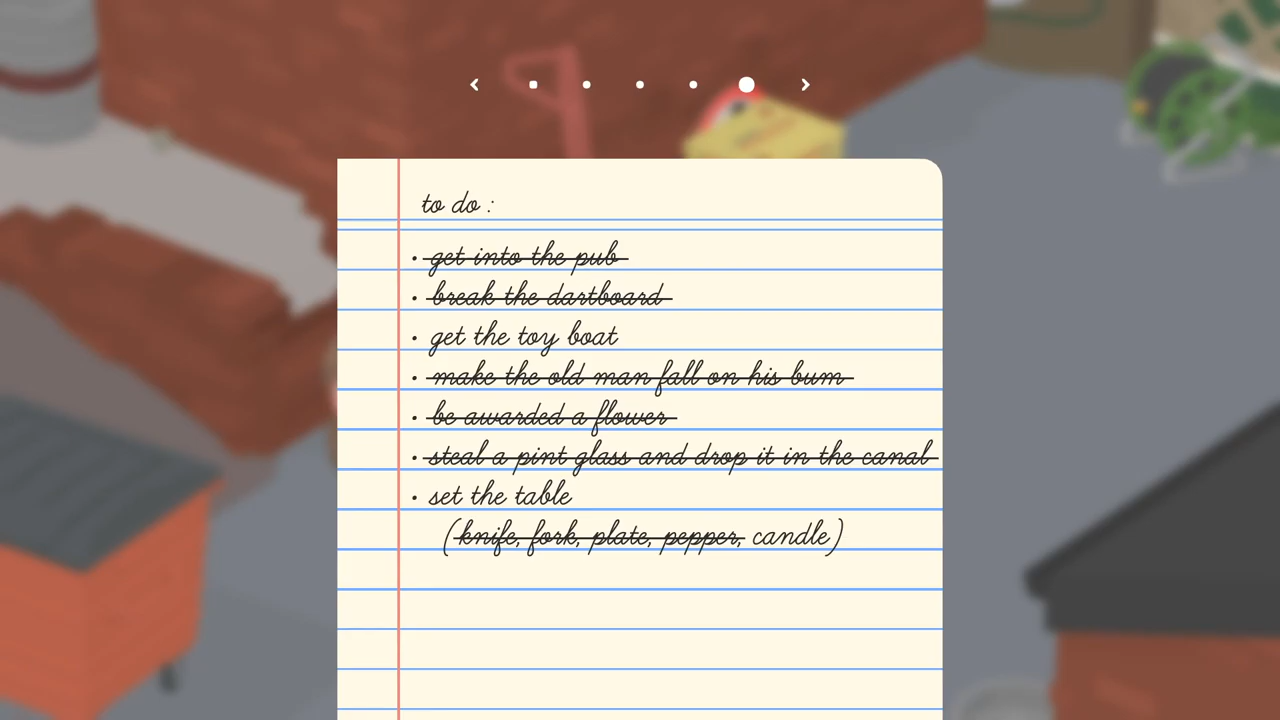 to do :
• get into the pub
• break the dartboard
• get the toy boat
• make the old man fall on his bum
• be awarded a flower
• steal a pint glass and drop it in the canal
• set the table
(knife, fork, plate, pepper, candle)